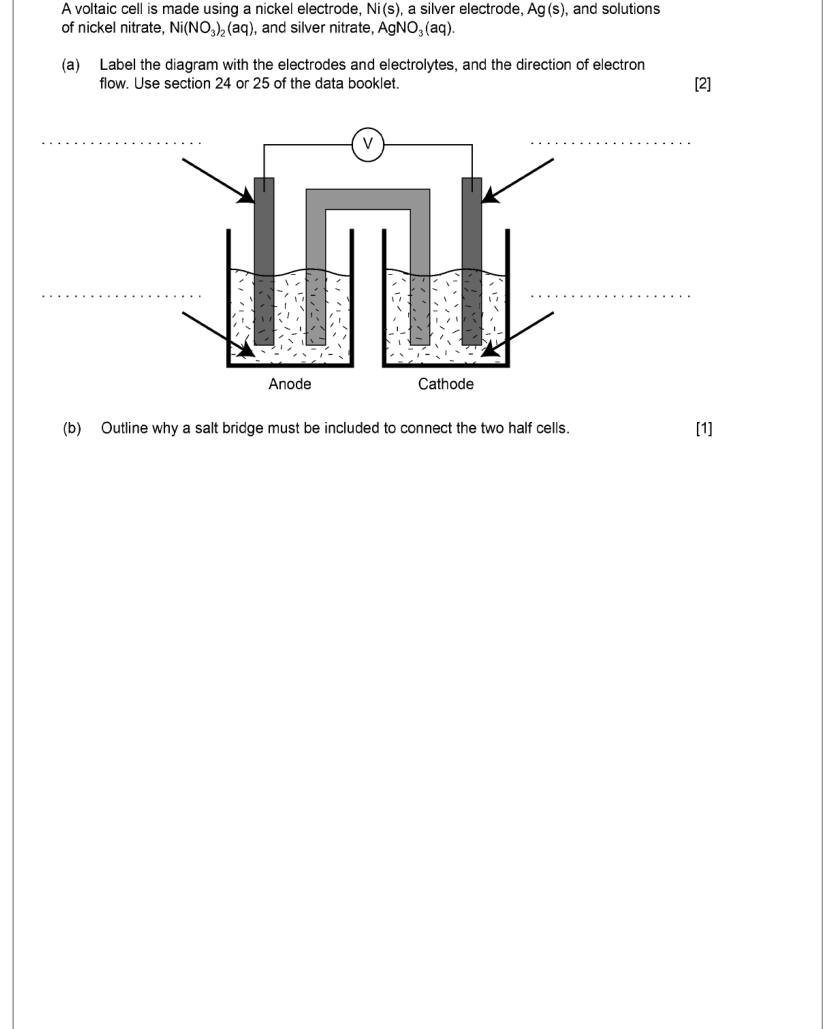 A voltaic cell is made using a nickel electrode, Ni(s), a silver electrode, Ag(s), and solutions
of nickel nitrate, Ni(NO₃)₂(aq), and silver nitrate, AgNO₃(aq).
(a) Label the diagram with the electrodes and electrolytes, and the direction of electron
flow. Use section 24 or 25 of the data booklet. [2]
V
Anode Cathode
(b) Outline why a salt bridge must be included to connect the two half cells. [1]